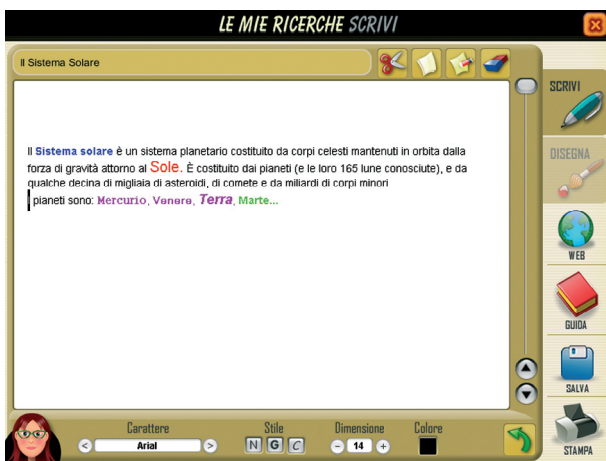 LE MIE RICERCHE SCRIVI
Il Sistema Solare
Il Sistema solare è un sistema planetario costituito da corpi celesti mantenuti in orbita dalla
forza di gravità attorno al Sole. È costituito dai pianeti (e le loro 165 lune conosciute), e da
qualche decina di migliaia di asteroidi, di comete e da miliardi di corpi minori
pianeti sono: Mercurio, Venere, Terra, Marte...
SCRIVI
DISEGNA
WEB
GUIDA
SALVA
STAMPA
Carattere Stile Dimensione Colore
Arial N G C 14